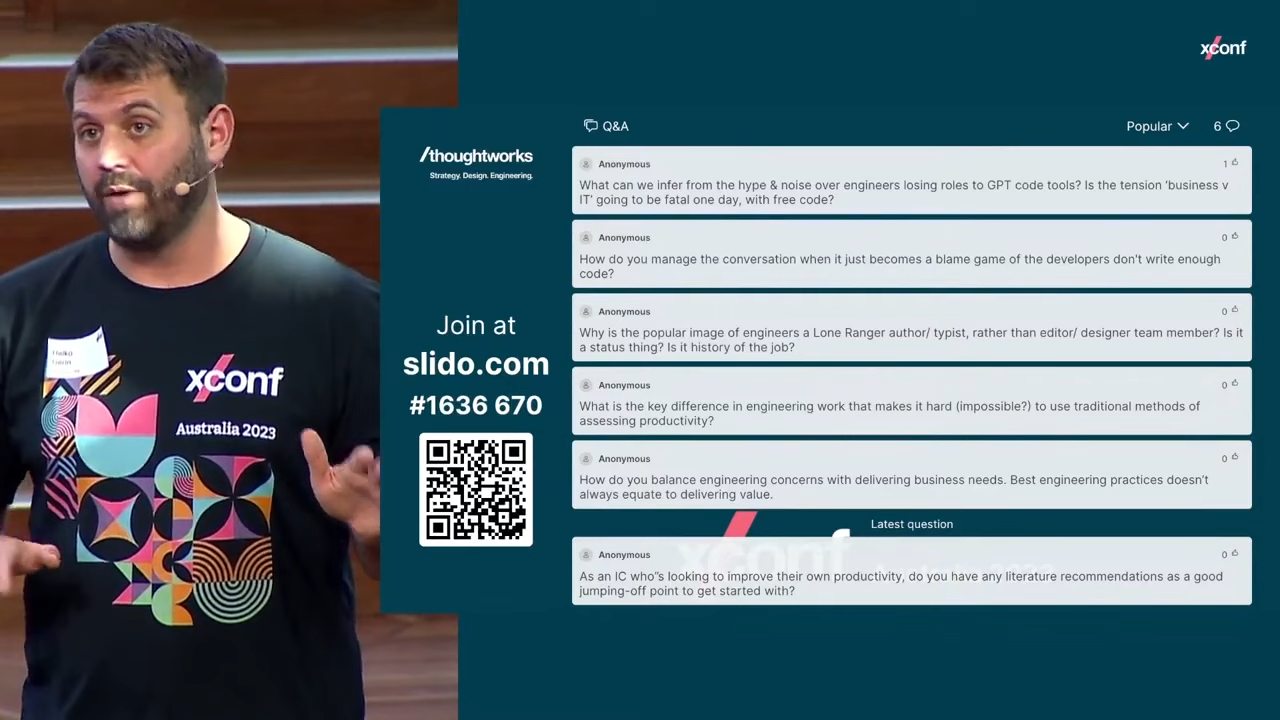 xconf
Q&A
Popular
6
/thoughtworks
Strategy. Design. Engineering.
Anonymous
1
What can we infer from the hype & noise over engineers losing roles to GPT code tools? Is the tension ‘business v
IT’ going to be fatal one day, with free code?
Anonymous
0
How do you manage the conversation when it just becomes a blame game of the developers don't write enough
code?
Anonymous
0
Why is the popular image of engineers a Lone Ranger author/ typist, rather than editor/ designer team member? Is it
a status thing? Is it history of the job?
Anonymous
0
What is the key difference in engineering work that makes it hard (impossible?) to use traditional methods of
assessing productivity?
Anonymous
0
How do you balance engineering concerns with delivering business needs. Best engineering practices doesn’t
always equate to delivering value.
Latest question
Anonymous
0
As an IC who”s looking to improve their own productivity, do you have any literature recommendations as a good
jumping-off point to get started with?
Join at
slido.com
#1636 670
xconf
xconf
Australia 2023